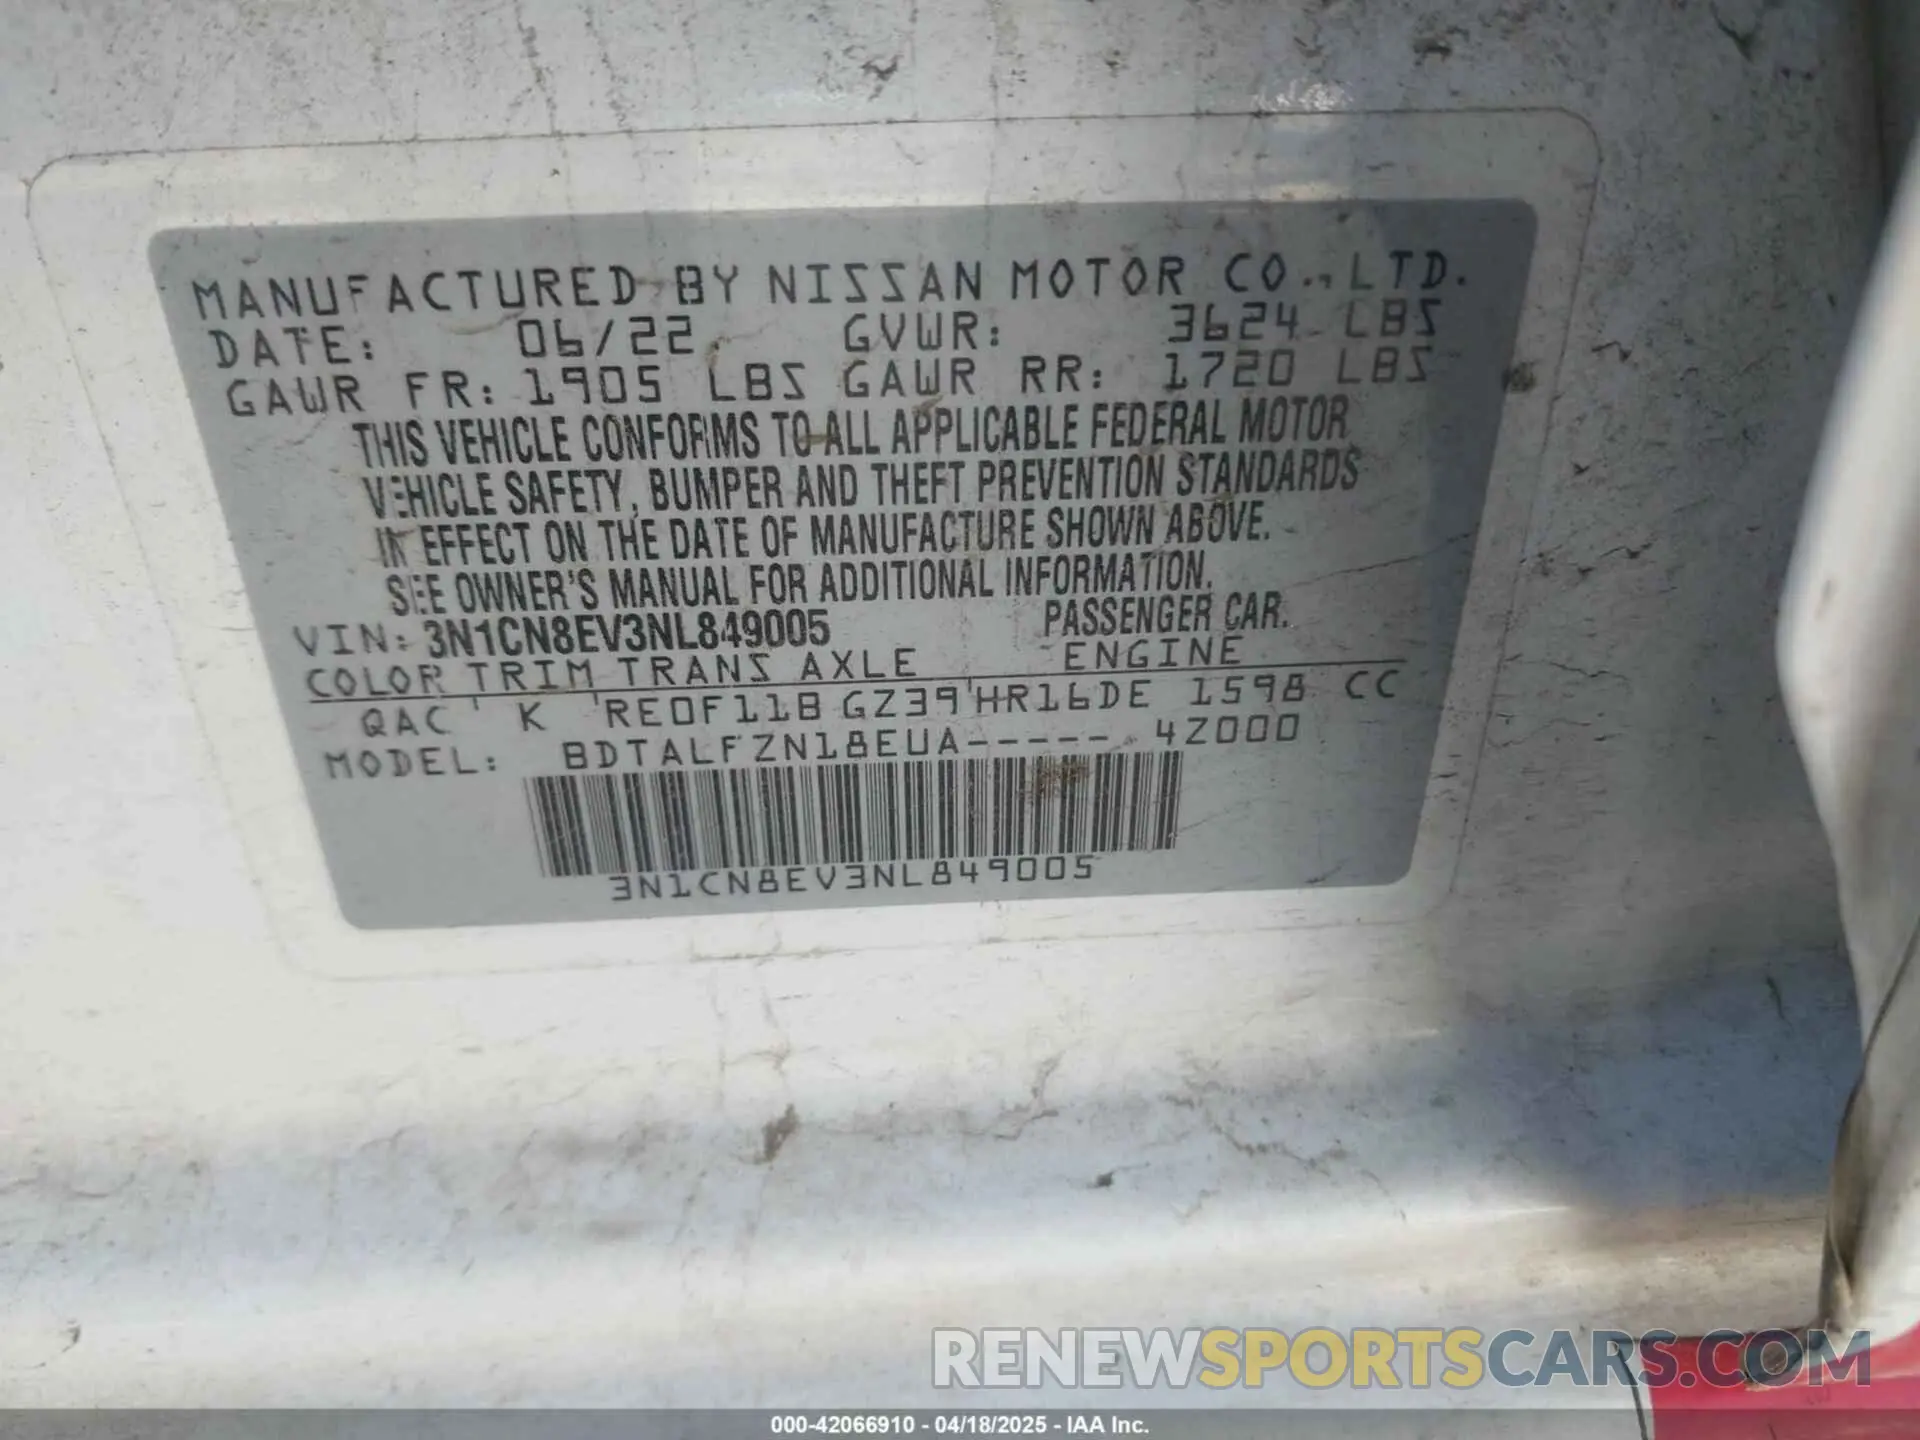 MANUFACTURED BY NISSAN MOTOR CO., LTD.
DATE: 06/22 GVWR: 3624 LBS
GAWR FR: 1905 LBS GAWR RR: 1720 LBS
THIS VEHICLE CONFORMS TO ALL APPLICABLE FEDERAL MOTOR
VEHICLE SAFETY, BUMPER AND THEFT PREVENTION STANDARDS
IN EFFECT ON THE DATE OF MANUFACTURE SHOWN ABOVE.
SEE OWNER'S MANUAL FOR ADDITIONAL INFORMATION.
VIN: 3N1CN8EV3NL849005 PASSENGER CAR.
COLOR TRIM TRANS AXLE ENGINE
QAC K RE0F11B GZ39 HR16DE 1598 CC
MODEL: BDTALFZN18EUA----- 4Z000
3N1CN8EV3NL849005
RENEWSPORTSCARS.COM
000-42066910 - 04/18/2025 - IAA Inc.